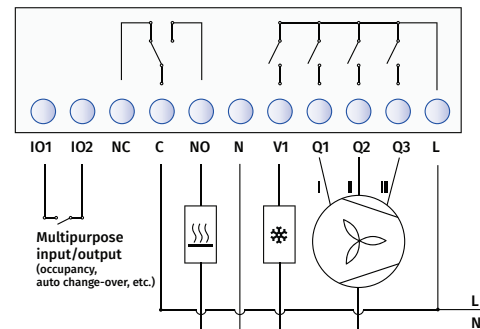 IO1 IO2 NC C NO N V1 Q1 Q2 Q3 L
I II III
Multipurpose
input/output
(occupancy,
auto change-over, etc.)
L
N